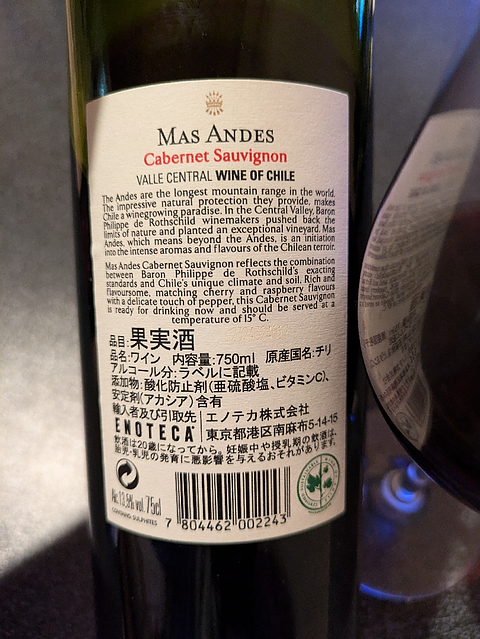 MAS ANDES
Cabernet Sauvignon
VALLE CENTRAL WINE OF CHILE
The Andes are the longest mountain range in the world.
The impressive natural protection they provide, makes
Chile a winegrowing paradise. In the Central Valley, Baron
Philippe de Rothschild winemakers pushed back the
limits of nature and planted an exceptional vineyard. Mas
Andes, which means beyond the Andes, is an initiation
into the intense aromas and flavours of the Chilean terroir.
Mas Andes Cabernet Sauvignon reflects the combination
between Baron Philippe de Rothschild's exacting
standards and Chile's unique climate and soil. Rich and
flavoursome, matching cherry and raspberry flavours
with a delicate touch of pepper, this Cabernet Sauvignon
is ready for drinking now and should be served at a
temperature of 15° C.
品目:果実酒
品名:ワイン 内容量:750ml 原産国名:チリ
アルコール分:ラベルに記載
添加物:酸化防止剤(亜硫酸塩、ビタミンC)、
安定剤(アカシア)含有
輸入者及び引取先 エノテカ株式会社
ENOTECA 東京都港区南麻布5-14-15
飲酒は20歳になってから。妊娠中や授乳期の飲酒は、
胎児・乳児の発育に悪影響を与えるおそれがあります。
Alc.13,5% vol. 75cl
CONTAINS SULPHITES
7 804462 002243